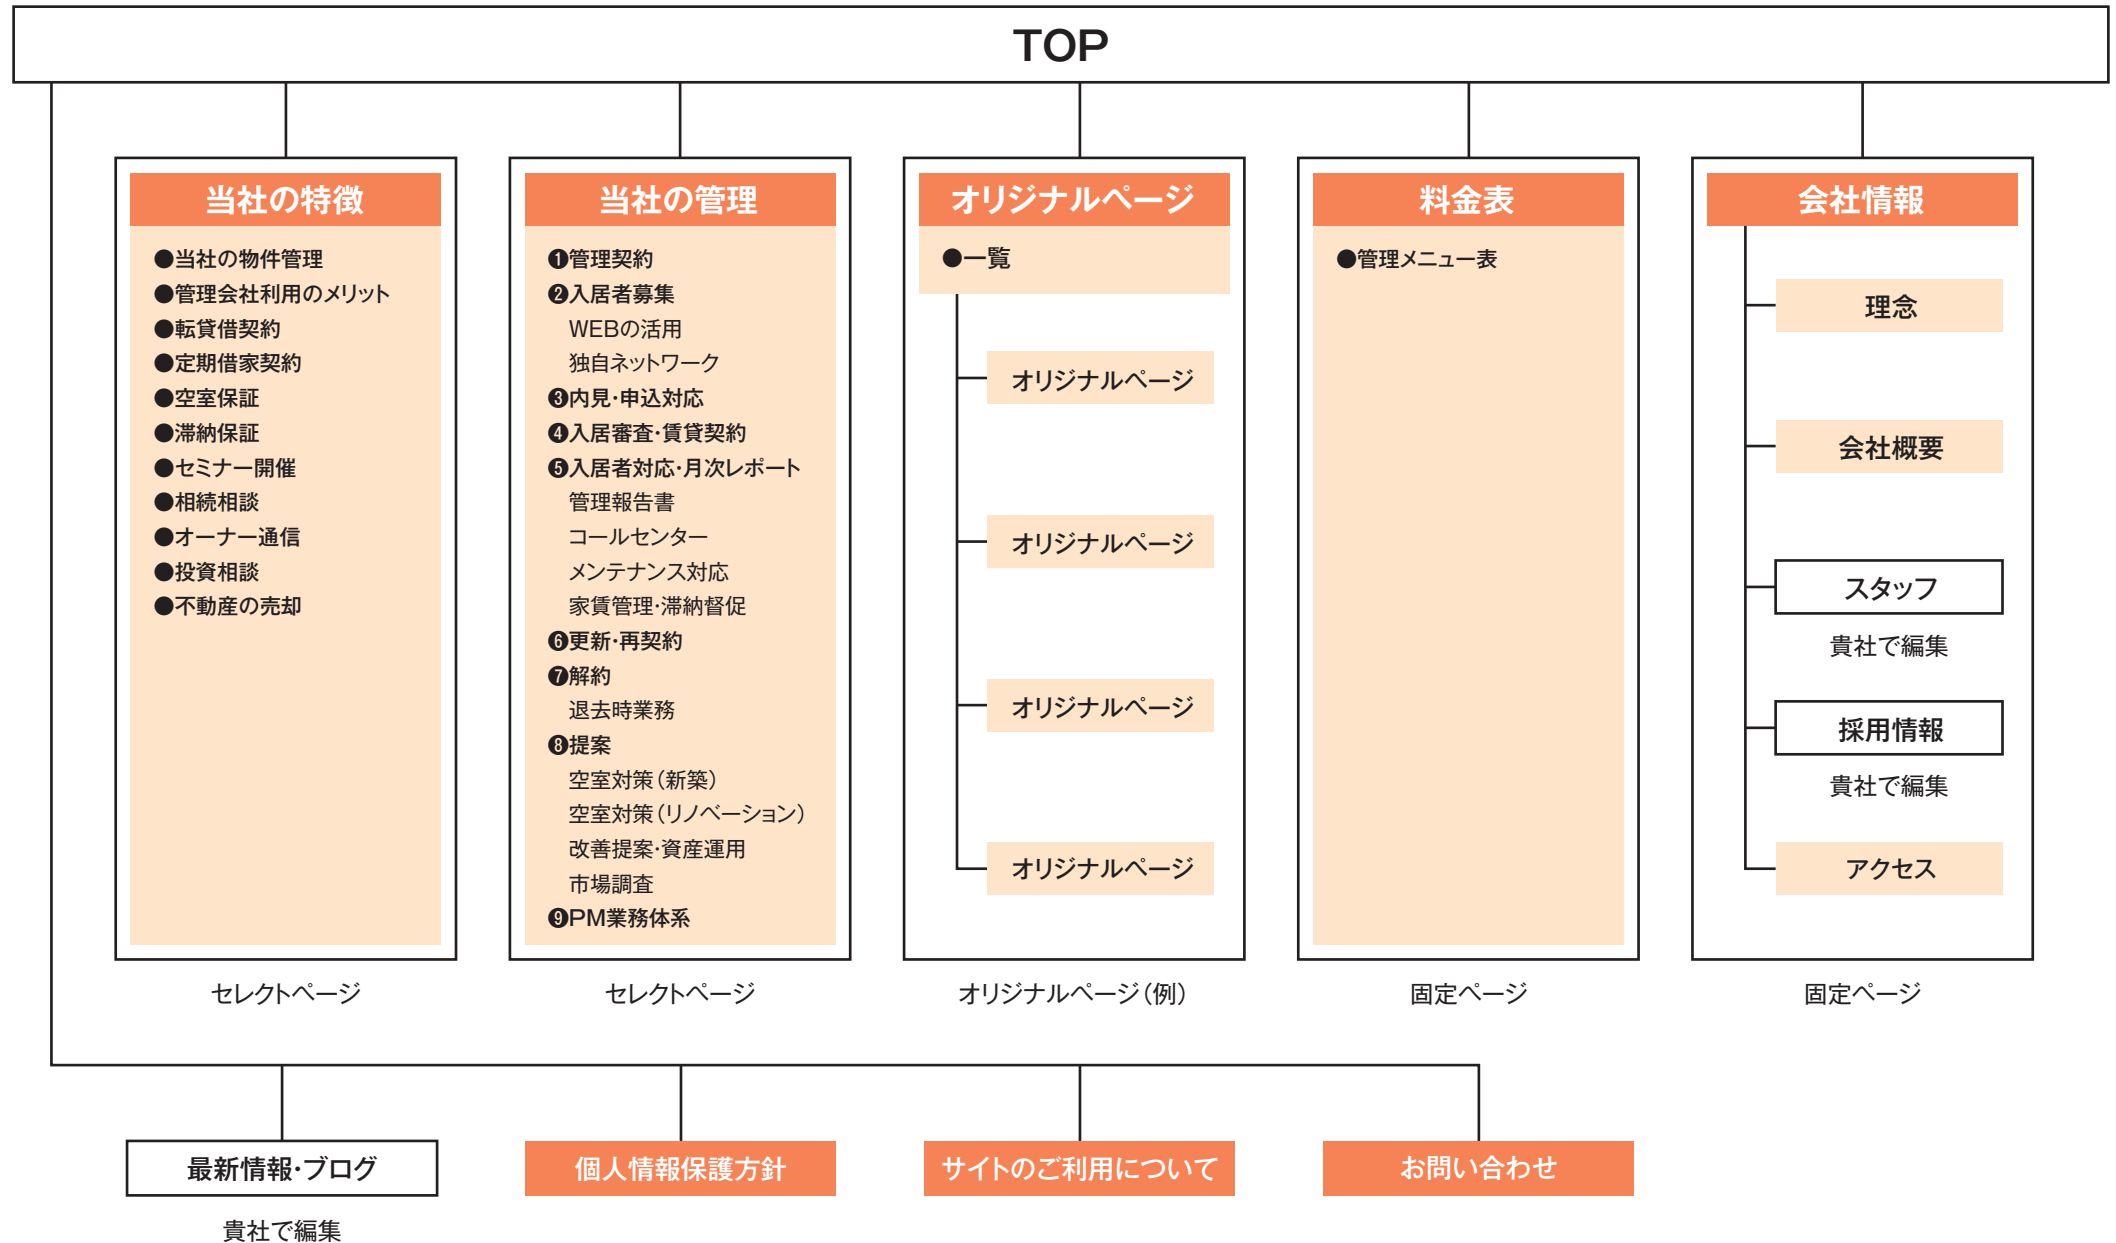 TOP
当社の特徴
●当社の物件管理
●管理会社利用のメリット
●転貸借契約
●定期借家契約
●空室保証
●滞納保証
●セミナー開催
●相続相談
●オーナー通信
●投資相談
●不動産の売却
セレクトページ
当社の管理
❶管理契約
❷入居者募集
WEBの活用
独自ネットワーク
❸内見・申込対応
❹入居審査・賃貸契約
❺入居者対応・月次レポート
管理報告書
コールセンター
メンテナンス対応
家賃管理・滞納督促
❻更新・再契約
❼解約
退去時業務
❽提案
空室対策（新築）
空室対策（リノベーション）
改善提案・資産運用
市場調査
❾PM業務体系
セレクトページ
オリジナルページ
●一覧
オリジナルページ
オリジナルページ
オリジナルページ
オリジナルページ
オリジナルページ（例）
料金表
●管理メニュー表
固定ページ
会社情報
理念
会社概要
スタッフ
貴社で編集
採用情報
貴社で編集
アクセス
固定ページ
最新情報・ブログ
貴社で編集
個人情報保護方針
サイトのご利用について
お問い合わせ